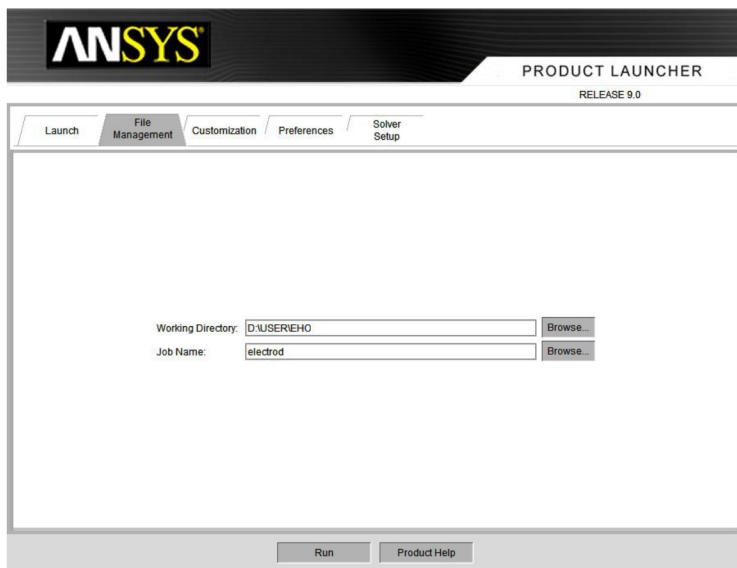 ANSYS®
PRODUCT LAUNCHER
RELEASE 9.0
Launch
File
Management
Customization
Preferences
Solver
Setup
Working Directory: D:\USER\EHO Browse...
Job Name: electrod Browse...
Run Product Help